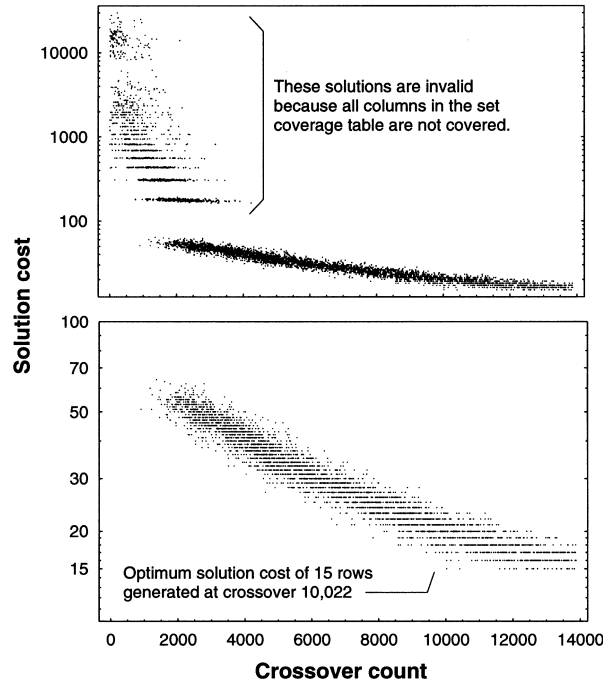 10000
1000
100
These solutions are invalid
because all columns in the set
coverage table are not covered.
Solution cost
100
70
50
30
20
15
Optimum solution cost of 15 rows
generated at crossover 10,022
0 2000 4000 6000 8000 10000 12000 14000
Crossover count